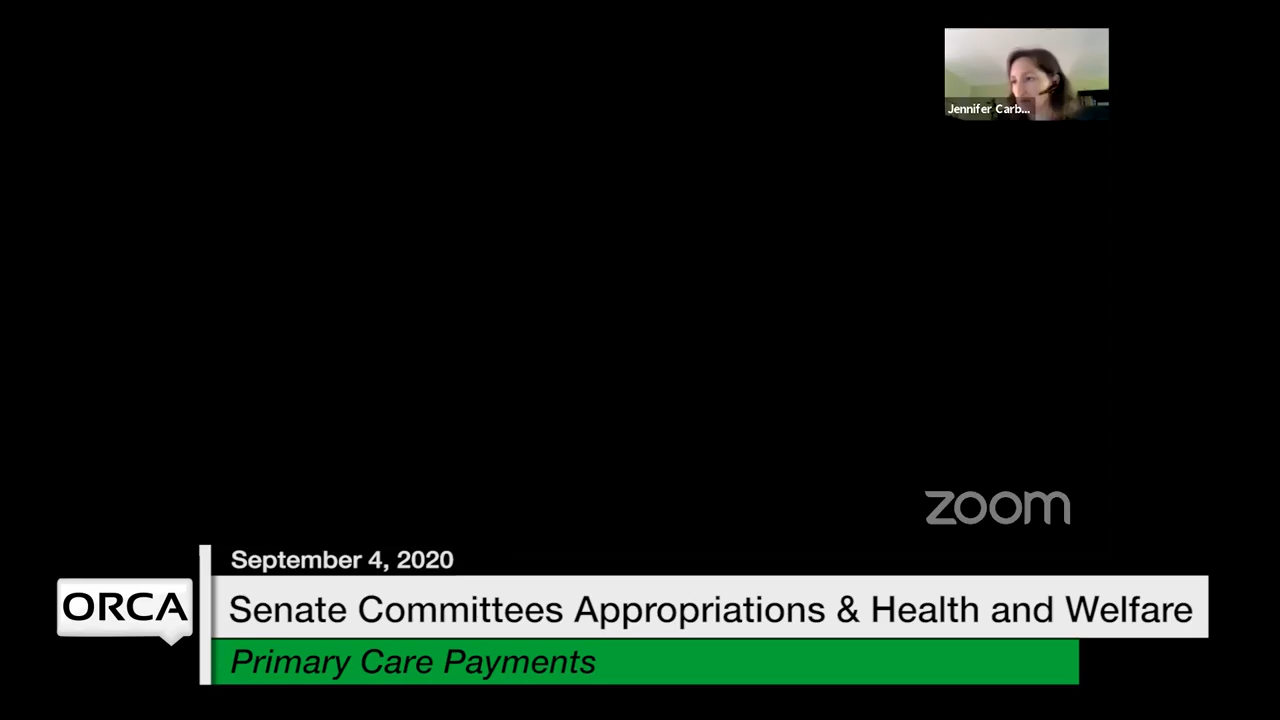 Jennifer Carb...
zoom
September 4, 2020
ORCA
Senate Committees Appropriations & Health and Welfare
Primary Care Payments